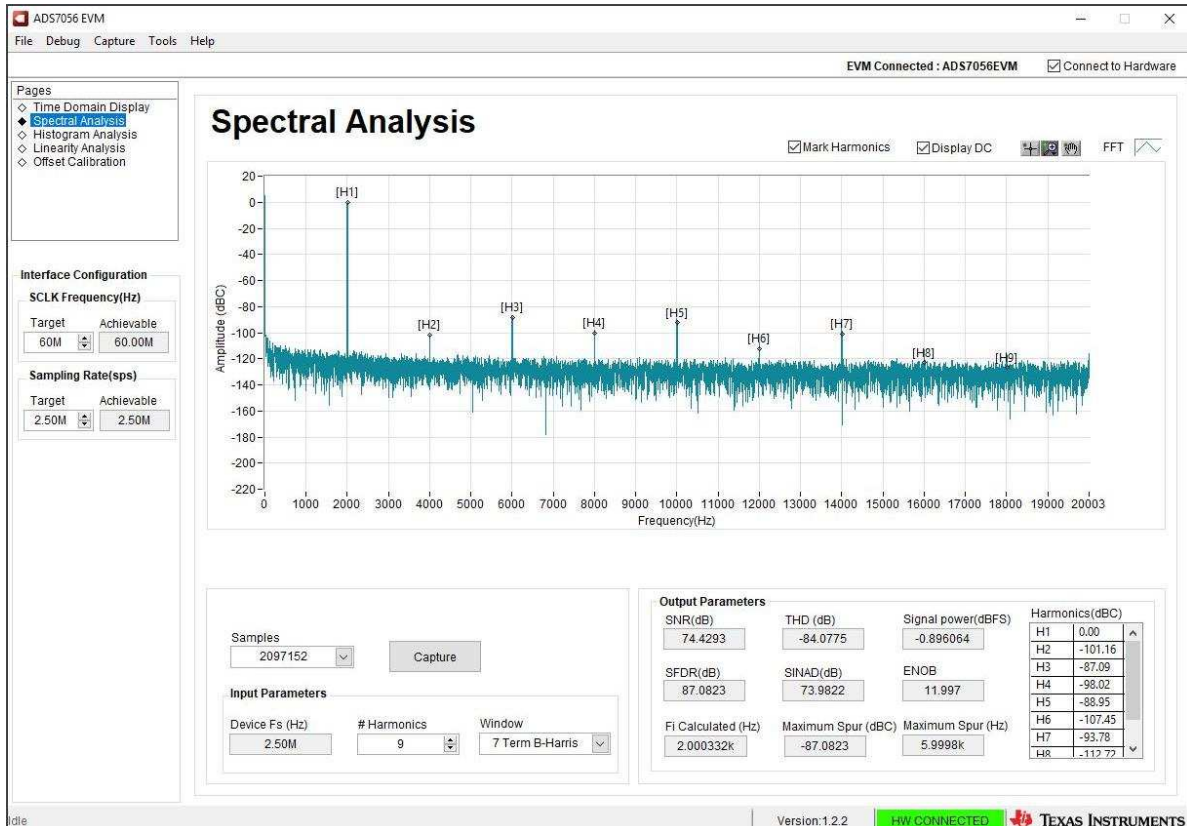 ADS7056 EVM
File Debug Capture Tools Help
EVM Connected : ADS7056EVM Connect to Hardware
Pages
Time Domain Display
Spectral Analysis
Histogram Analysis
Linearity Analysis
Offset Calibration
Interface Configuration
SCLK Frequency(Hz)
Target Achievable
60M 60.00M
Sampling Rate(sps)
Target Achievable
2.50M 2.50M
Spectral Analysis
Mark Harmonics Display DC FFT
Amplitude (dBC)
20
0
-20
-40
-60
-80
-100
-120
-140
-160
-180
-200
-220
[H1]
[H2]
[H3]
[H4]
[H5]
[H6]
[H7]
[H8]
[H9]
0 1000 2000 3000 4000 5000 6000 7000 8000 9000 10000 11000 12000 13000 14000 15000 16000 17000 18000 19000 20003
Frequency(Hz)
Samples
2097152
Capture
Input Parameters
Device Fs (Hz) # Harmonics Window
2.50M 9 7 Term B-Harris
Output Parameters
SNR(dB) THD (dB) Signal power(dBFS)
74.4293 -84.0775 -0.896064
SFDR(dB) SINAD(dB) ENOB
87.0823 73.9822 11.997
Fi Calculated (Hz) Maximum Spur (dBC) Maximum Spur (Hz)
2.000332k -87.0823 5.9998k
Harmonics(dBC)
H1 0.00
H2 -101.16
H3 -87.09
H4 -98.02
H5 -88.95
H6 -107.45
H7 -93.78
H8 -112.72
Idle Version:1.2.2 HW CONNECTED TEXAS INSTRUMENTS